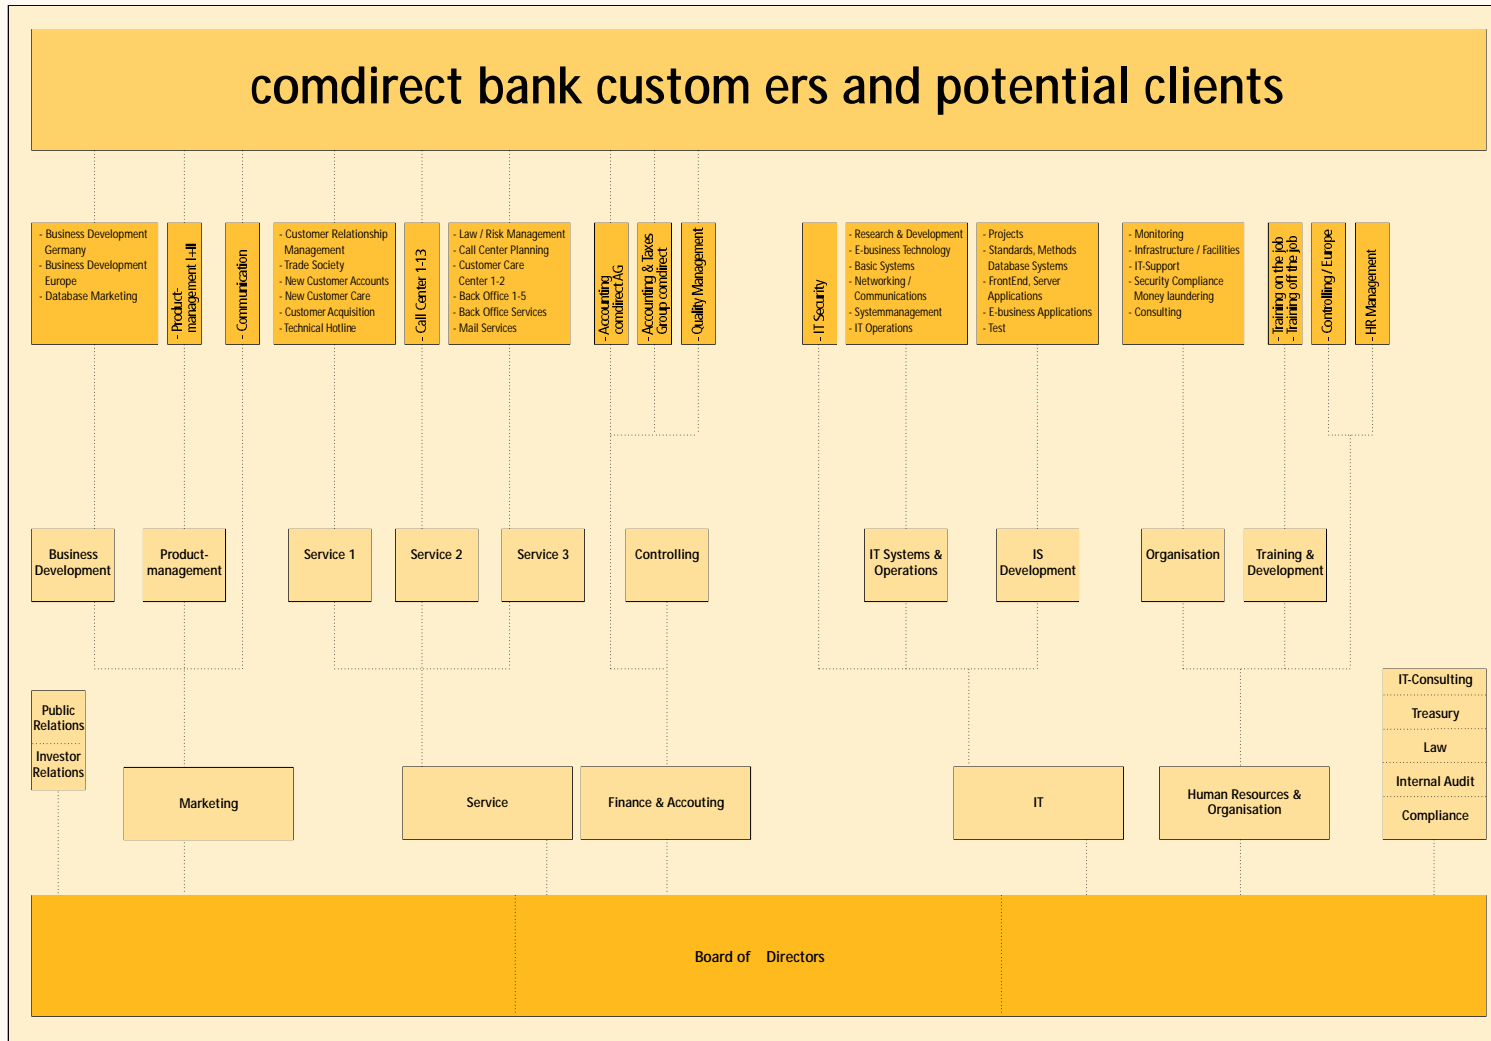 comdirect bank custom ers and potential clients
- Business Development
Germany
- Business Development
Europe
- Database Marketing
- Product-
management I+II
- Communication
- Customer Relationship
Management
- Trade Society
- New Customer Accounts
- New Customer Care
- Customer Acquisition
- Technical Hotline
- Call Center 1-13
- Law / Risk Management
- Call Center Planning
- Customer Care
Center 1-2
- Back Office 1-5
- Back Office Services
- Mail Services
- Accounting
comdirect AG
- Accounting & Taxes
Group comdirect
- Quality Management
- IT Security
- Research & Development
- E-business Technology
- Basic Systems
- Networking /
Communications
- Systemmanagement
- IT Operations
- Projects
- Standards, Methods
Database Systems
- FrontEnd, Server
Applications
- E-business Applications
- Test
- Monitoring
- Infrastructure / Facilities
- IT-Support
- Security Compliance
Money laundering
- Consulting
- Training on the job
- Training off the job
- Controlling / Europe
- HR Management
Business
Development
Product-
management
Service 1
Service 2
Service 3
Controlling
IT Systems &
Operations
IS
Development
Organisation
Training &
Development
Public
Relations
Investor
Relations
Marketing
Service
Finance & Accouting
IT
Human Resources &
Organisation
IT-Consulting
Treasury
Law
Internal Audit
Compliance
Board of Directors